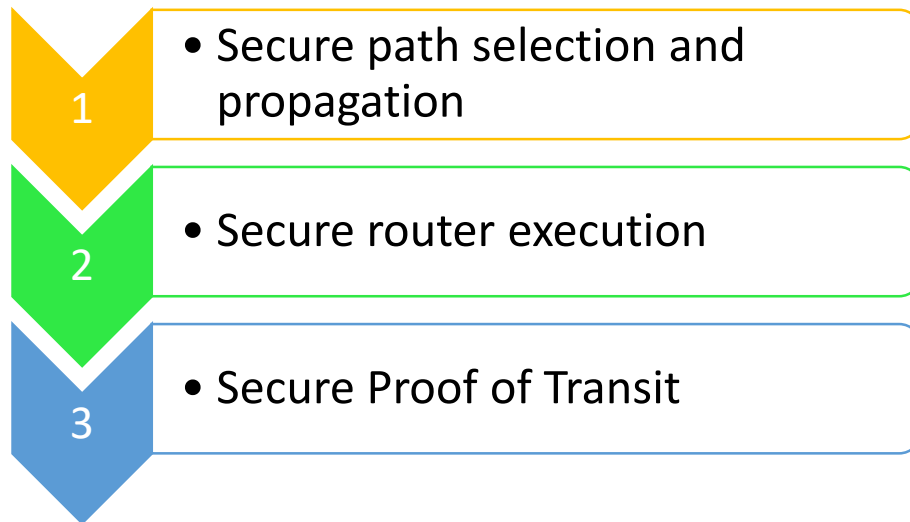 1
• Secure path selection and
propagation
2
• Secure router execution
3
• Secure Proof of Transit